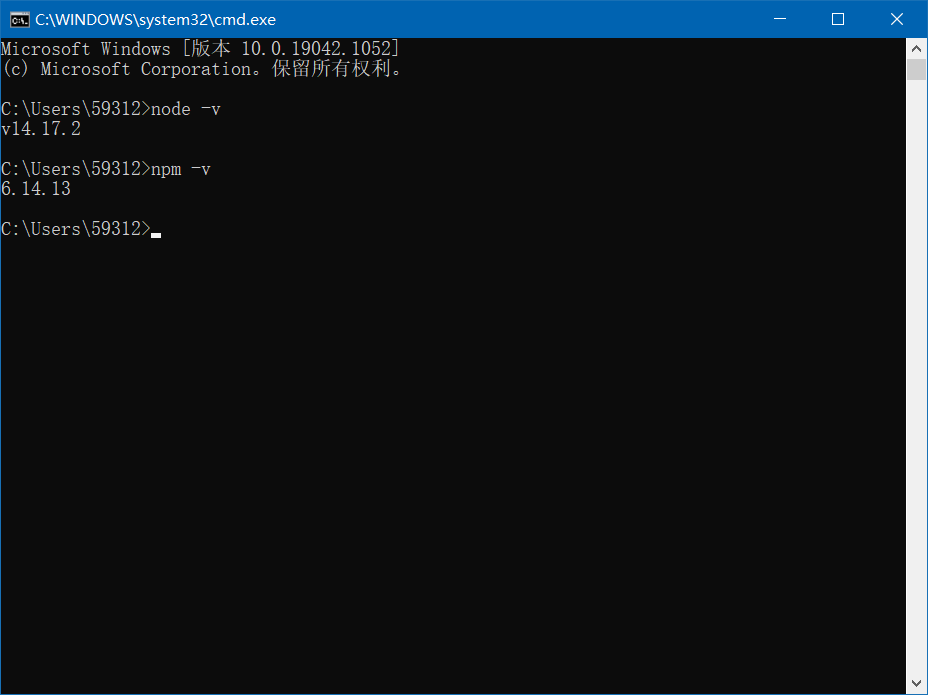 C:\WINDOWS\system32\cmd.exe
Microsoft Windows [版本 10.0.19042.1052]
(c) Microsoft Corporation。保留所有权利。
C:\Users\59312>node -v
v14.17.2
C:\Users\59312>npm -v
6.14.13
C:\Users\59312>